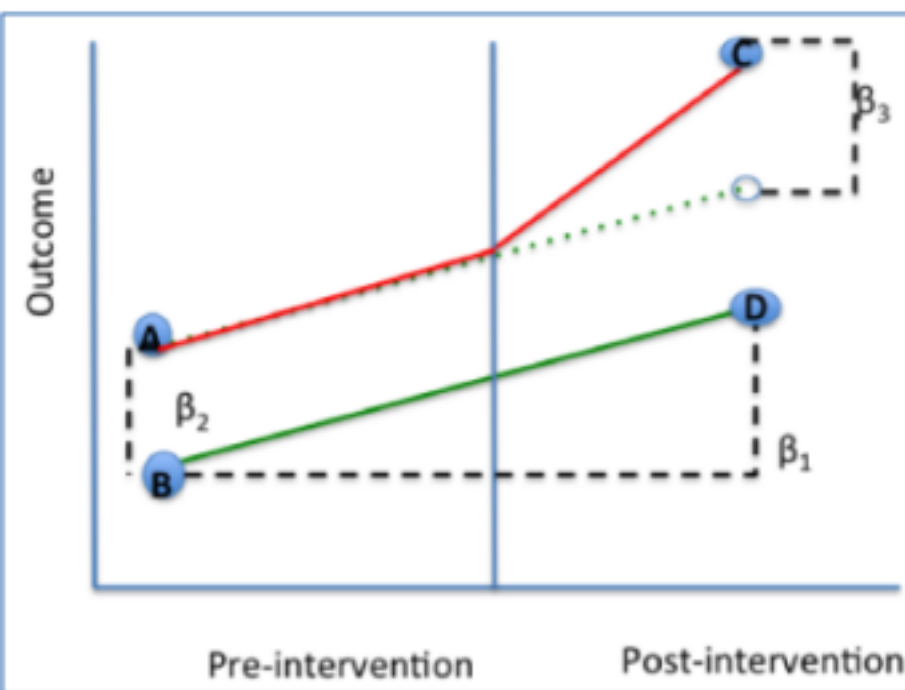 C
β3
Outcome
D
A
β2
β1
B
Pre-intervention
Post-intervention